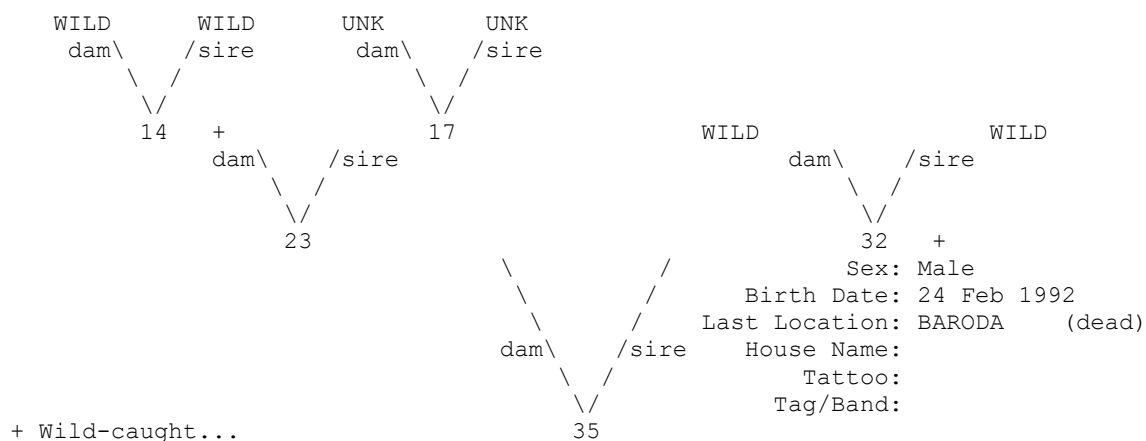 WILD WILD UNK UNK
dam\ /sire dam\ /sire
\ / \ /
\/ \/
14 + 17 WILD WILD
dam\ /sire dam\ /sire
\ / \ /
\/ \/
23 32 +
\ / Sex: Male
\ / Birth Date: 24 Feb 1992
\ / Last Location: BARODA (dead)
dam\ /sire House Name:
\ / Tattoo:
\/ Tag/Band:
+ Wild-caught... 35